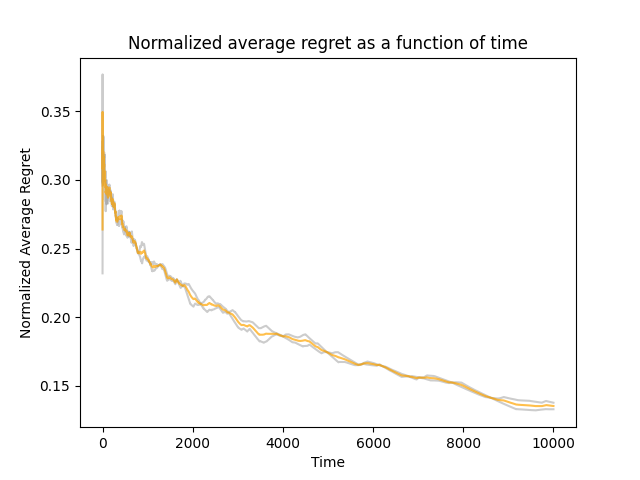 Normalized average regret as a function of time
Normalized Average Regret
0.35
0.30
0.25
0.20
0.15
0 2000 4000 6000 8000 10000
Time